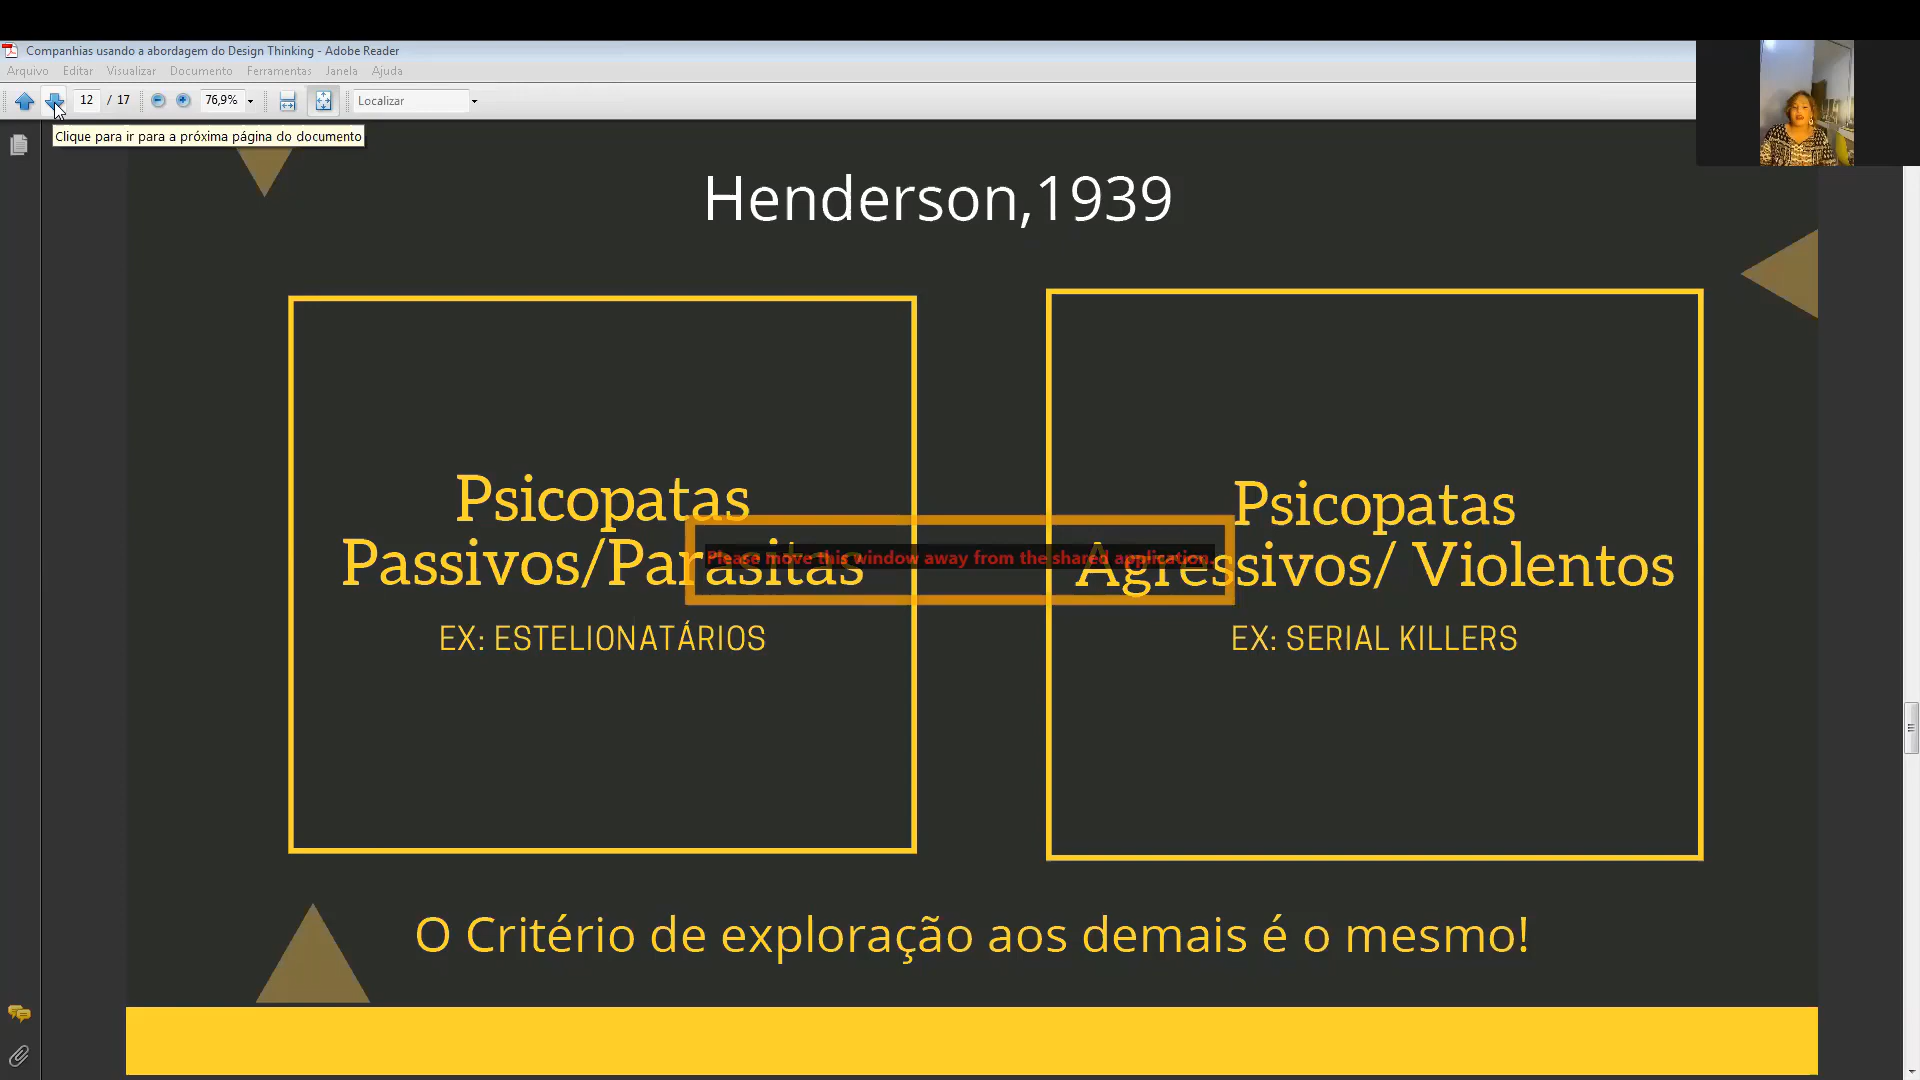 Companhias usando a abordagem do Design Thinking - Adobe Reader
Arquivo Editar Visualizar Documento Ferramentas Janela Ajuda
12 / 17 76,9% Localizar
Clique para ir para a próxima página do documento
Henderson,1939
Psicopatas
Passivos/Parasitas
EX: ESTELIONATÁRIOS
Psicopatas
Agressivos/ Violentos
EX: SERIAL KILLERS
Please move this window away from the shared application.
O Critério de exploração aos demais é o mesmo!